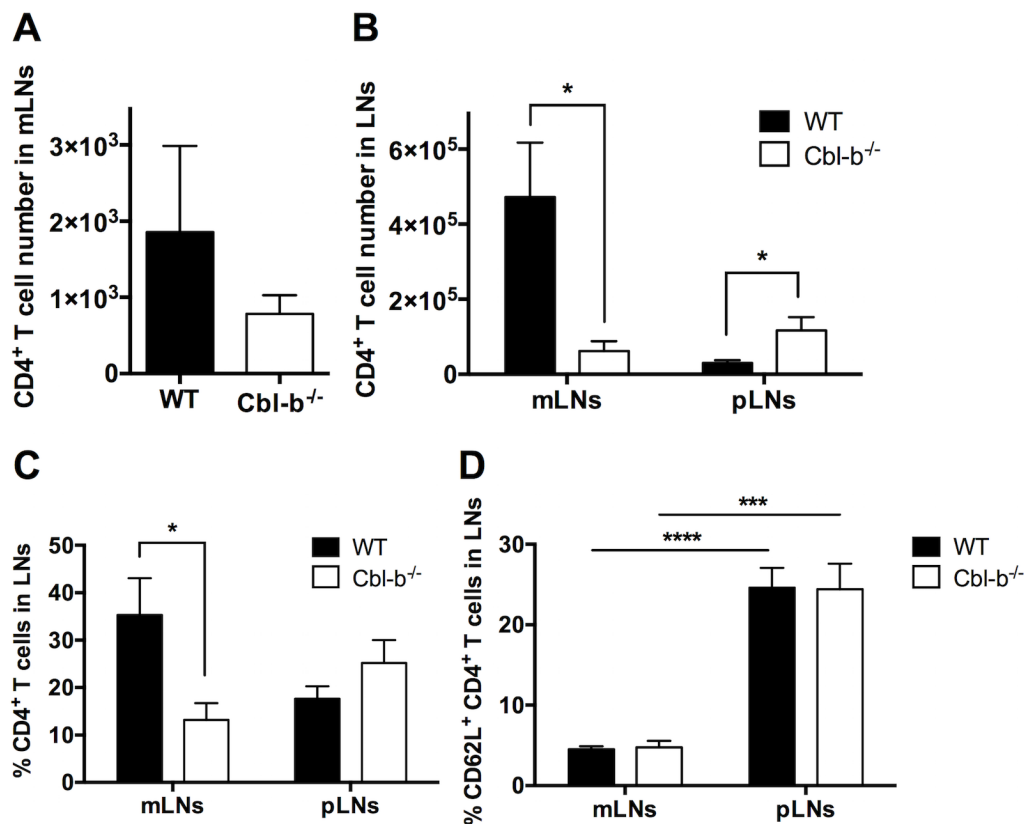 A
CD4⁺ T cell number in mLNs
3×10³
2×10³
1×10³
0
WT
Cbl-b⁻/⁻
B
CD4⁺ T cell number in LNs
6×10⁵
4×10⁵
2×10⁵
0
*
*
WT
Cbl-b⁻/⁻
mLNs
pLNs
C
% CD4⁺ T cells in LNs
50
40
30
20
10
0
*
WT
Cbl-b⁻/⁻
mLNs
pLNs
D
% CD62L⁺ CD4⁺ T cells in LNs
30
20
10
0
***
****
WT
Cbl-b⁻/⁻
mLNs
pLNs